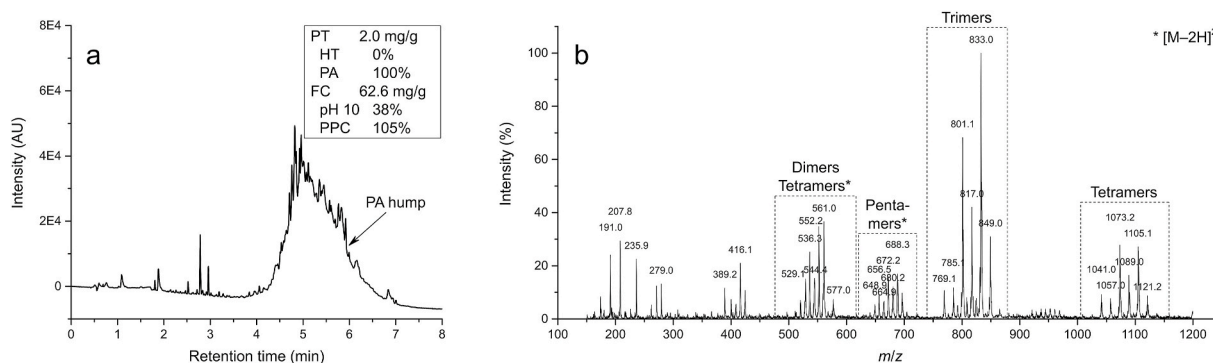 a
8E4
6E4
4E4
2E4
0
Intensity (AU)
0 1 2 3 4 5 6 7 8
Retention time (min)
PT 2.0 mg/g
HT 0%
PA 100%
FC 62.6 mg/g
pH 10 38%
PPC 105%
PA hump
b
100
80
60
40
20
0
Intensity (%)
100 200 300 400 500 600 700 800 900 1000 1100 1200
m/z
* [M–2H]
Trimers
833.0
801.1
817.0
849.0
785.1
769.1
Dimers
Tetramers*
561.0
552.2
536.3
544.4
529.1
577.0
Penta-
mers*
688.3
672.2
656.5
680.2
648.9
664.9
Tetramers
1073.2
1105.1
1089.0
1041.0
1057.0
1121.2
207.8
191.0
235.9
279.0
416.1
389.2